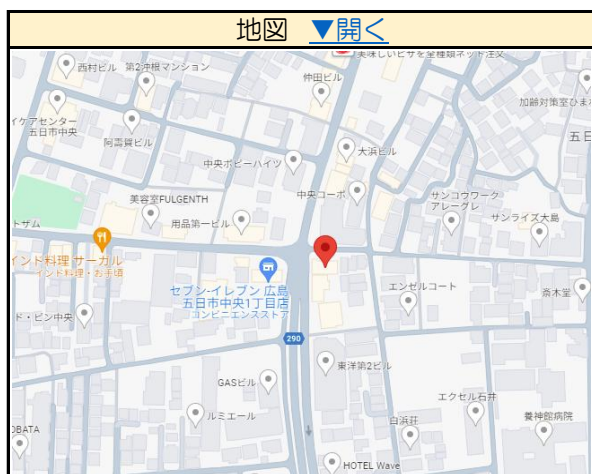 地図 ▼開く
美味しいピザを全種類ネット注文
西村ビル
第2沖根マンション
仲田ビル
加齢対策室ひまわ
イケアセンター
五日市中央
阿壽賀ビル
大浜ビル
五日
中央ポピーハイツ
中央コーポ
美容室FULGENTH
サンコウワーク
アレーグレ
サンライズ大島
トザム
用品第一ビル
インド料理 サーガル
インド料理・お手頃
セブン-イレブン 広島
五日市中央1丁目店
コンビニエンスストア
エンゼルコート
斎木堂
ド・ピン中央
290
東洋第2ビル
GASビル
エクセル石井
ルミエール
白浜荘
養神館病院
OBATA
HOTEL Wave